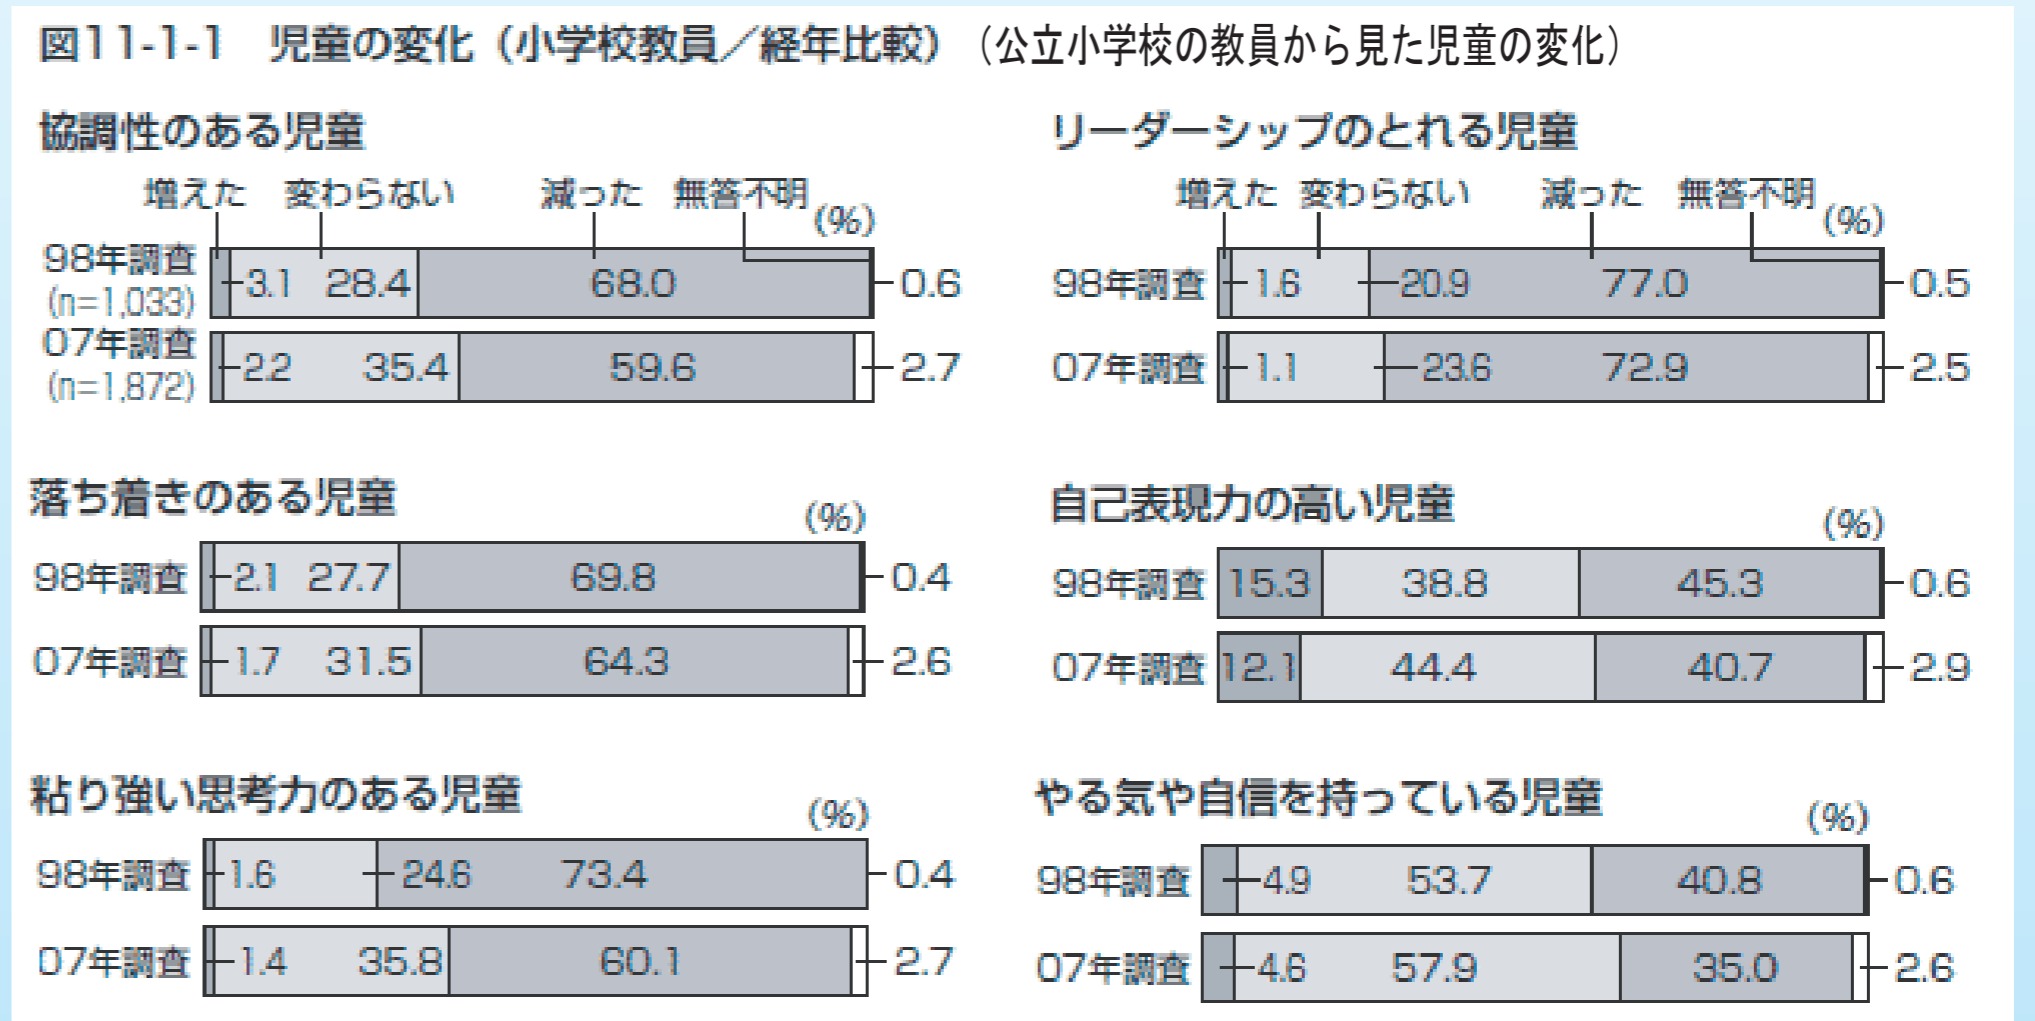 図11-1-1　児童の変化（小学校教員／経年比較）（公立小学校の教員から見た児童の変化）
協調性のある児童
増えた 変わらない 減った 無答不明 (%)
98年調査 (n=1,033) 3.1 28.4 68.0 0.6
07年調査 (n=1,872) 2.2 35.4 59.6 2.7
リーダーシップのとれる児童
増えた 変わらない 減った 無答不明 (%)
98年調査 1.6 20.9 77.0 0.5
07年調査 1.1 23.6 72.9 2.5
落ち着きのある児童
(%)
98年調査 2.1 27.7 69.8 0.4
07年調査 1.7 31.5 64.3 2.6
自己表現力の高い児童
(%)
98年調査 15.3 38.8 45.3 0.6
07年調査 12.1 44.4 40.7 2.9
粘り強い思考力のある児童
(%)
98年調査 1.6 24.6 73.4 0.4
07年調査 1.4 35.8 60.1 2.7
やる気や自信を持っている児童
(%)
98年調査 4.9 53.7 40.8 0.6
07年調査 4.6 57.9 35.0 2.6